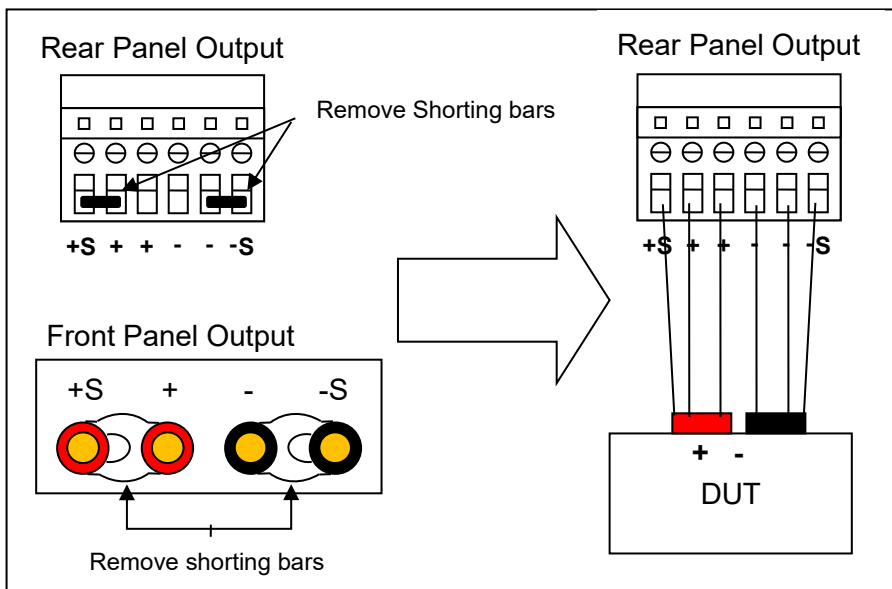 Rear Panel Output
Remove Shorting bars
+S + + - - -S
Front Panel Output
+S + - -S
Remove shorting bars
Rear Panel Output
+S + + - - -S
+ -
DUT